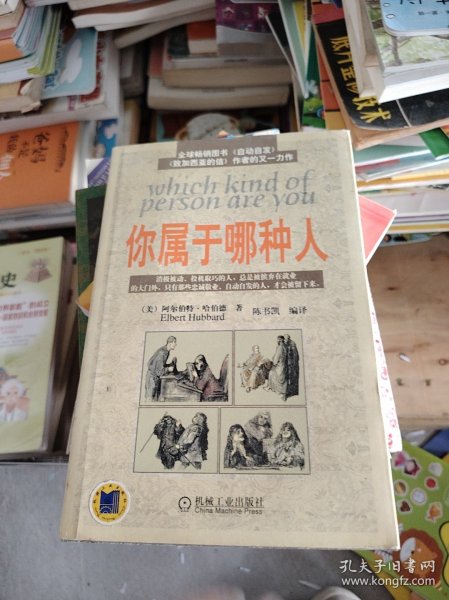 全球畅销图书《自动自发》
《致加西亚的信》作者的又一力作
which kind of
person are you
你属于哪种人
消极被动、投机取巧的人，总是被摈弃在就业
的大门外。只有那些忠诚敬业、自动自发的人，才会被留下来。
（美）阿尔伯特·哈伯德 著 陈书凯 编译
Elbert Hubbard
机械工业出版社
China Machine Press
孔夫子旧书网
www.kongfz.com